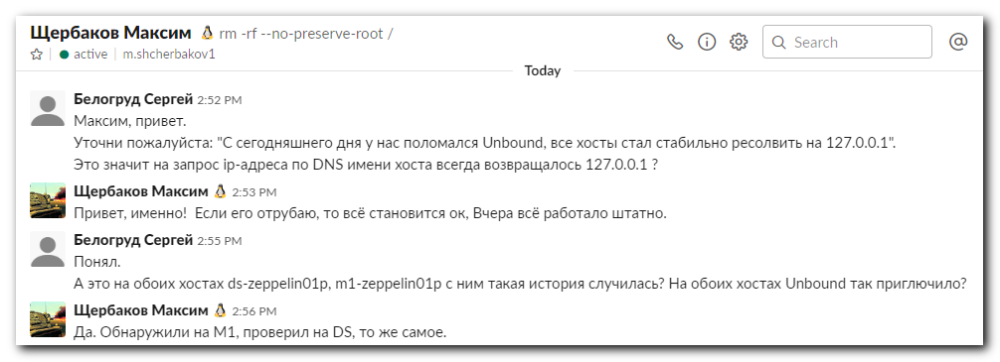 Щербаков Максим rm -rf --no-preserve-root /
active m.shcherbakov1
Search
Today
Белогруд Сергей 2:52 PM
Максим, привет.
Уточни пожалуйста: "С сегодняшнего дня у нас поломался Unbound, все хосты стал стабильно ресолвить на 127.0.0.1".
Это значит на запрос ip-адреса по DNS имени хоста всегда возвращалось 127.0.0.1 ?
Щербаков Максим 2:53 PM
Привет, именно! Если его отрубаю, то всё становится ок, Вчера всё работало штатно.
Белогруд Сергей 2:55 PM
Понял.
А это на обоих хостах ds-zeppelin01p, m1-zeppelin01p с ним такая история случилась? На обоих хостах Unbound так приглючило?
Щербаков Максим 2:56 PM
Да. Обнаружили на M1, проверил на DS, то же самое.